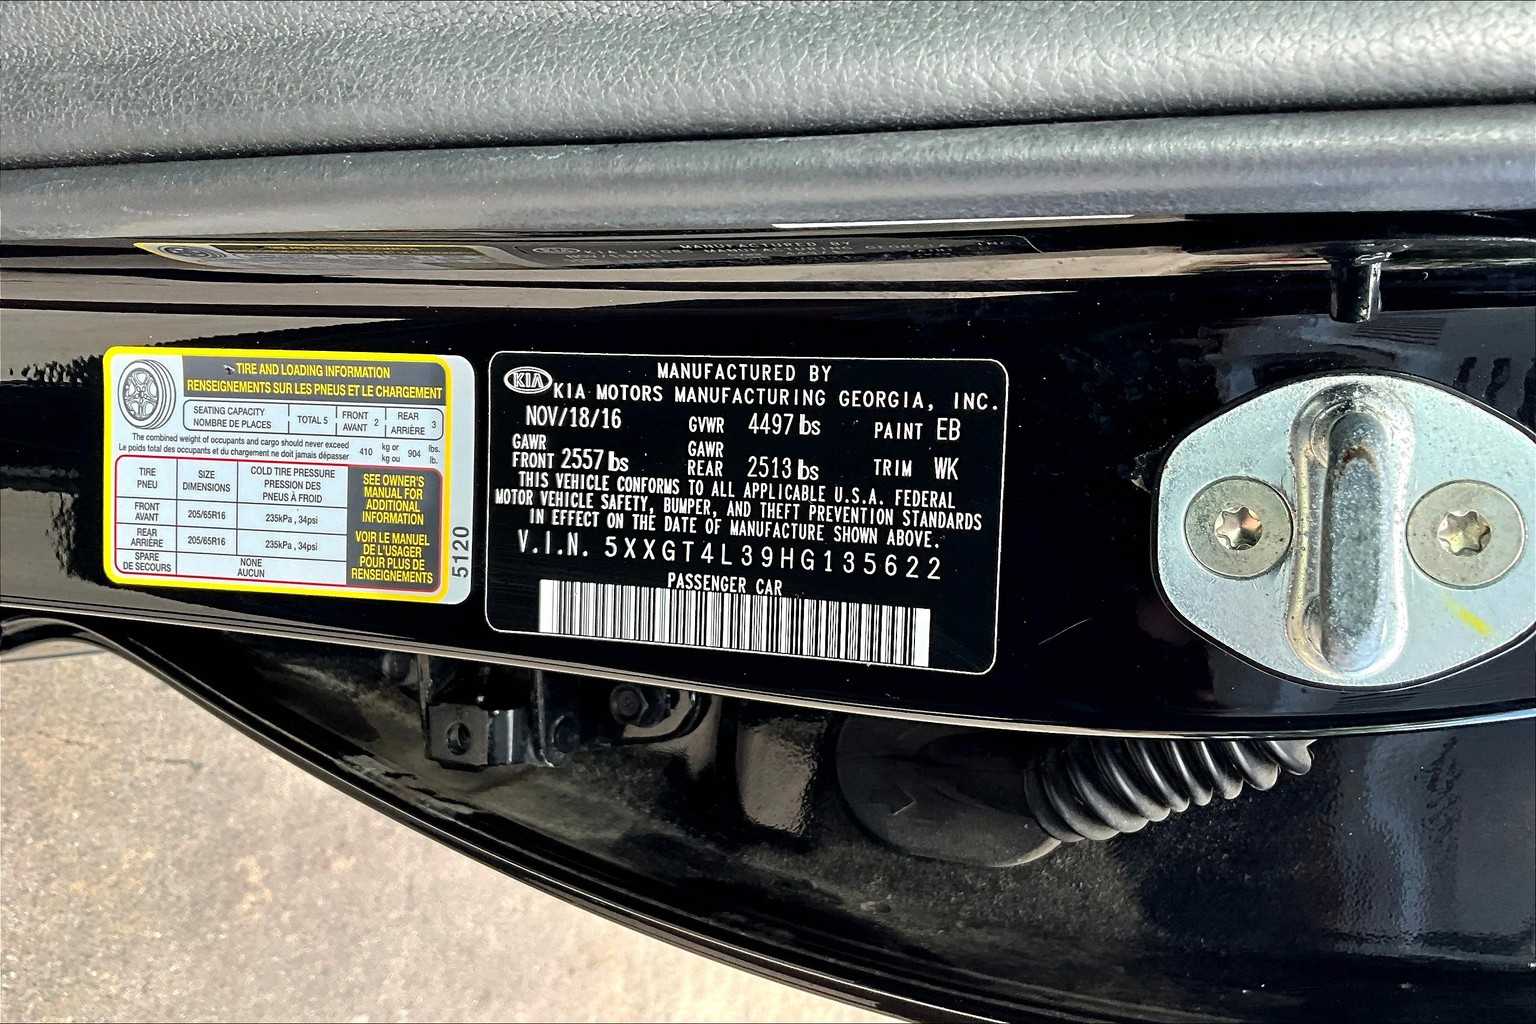 TIRE AND LOADING INFORMATION
RENSEIGNEMENTS SUR LES PNEUS ET LE CHARGEMENT
SEATING CAPACITY
NOMBRE DE PLACES
TOTAL 5
FRONT
AVANT
2
REAR
ARRIÈRE
3
The combined weight of occupants and cargo should never exceed
Le poids total des occupants et du chargement ne doit jamais dépasser
410
kg or
kg ou
904
lbs.
lb.
TIRE
PNEU
SIZE
DIMENSIONS
COLD TIRE PRESSURE
PRESSION DES
PNEUS À FROID
FRONT
AVANT
205/65R16
235kPa , 34psi
REAR
ARRIÈRE
205/65R16
235kPa , 34psi
SPARE
DE SECOURS
NONE
AUCUN
SEE OWNER'S
MANUAL FOR
ADDITIONAL
INFORMATION
VOIR LE MANUEL
DE L'USAGER
POUR PLUS DE
RENSEIGNEMENTS
5120
MANUFACTURED BY
KIA
KIA MOTORS MANUFACTURING GEORGIA, INC.
NOV/18/16 GVWR 4497 lbs PAINT EB
GAWR
FRONT 2557 lbs
GAWR
REAR 2513 lbs
TRIM WK
THIS VEHICLE CONFORMS TO ALL APPLICABLE U.S.A. FEDERAL
MOTOR VEHICLE SAFETY, BUMPER, AND THEFT PREVENTION STANDARDS
IN EFFECT ON THE DATE OF MANUFACTURE SHOWN ABOVE.
V.I.N. 5XXGT4L39HG135622
PASSENGER CAR